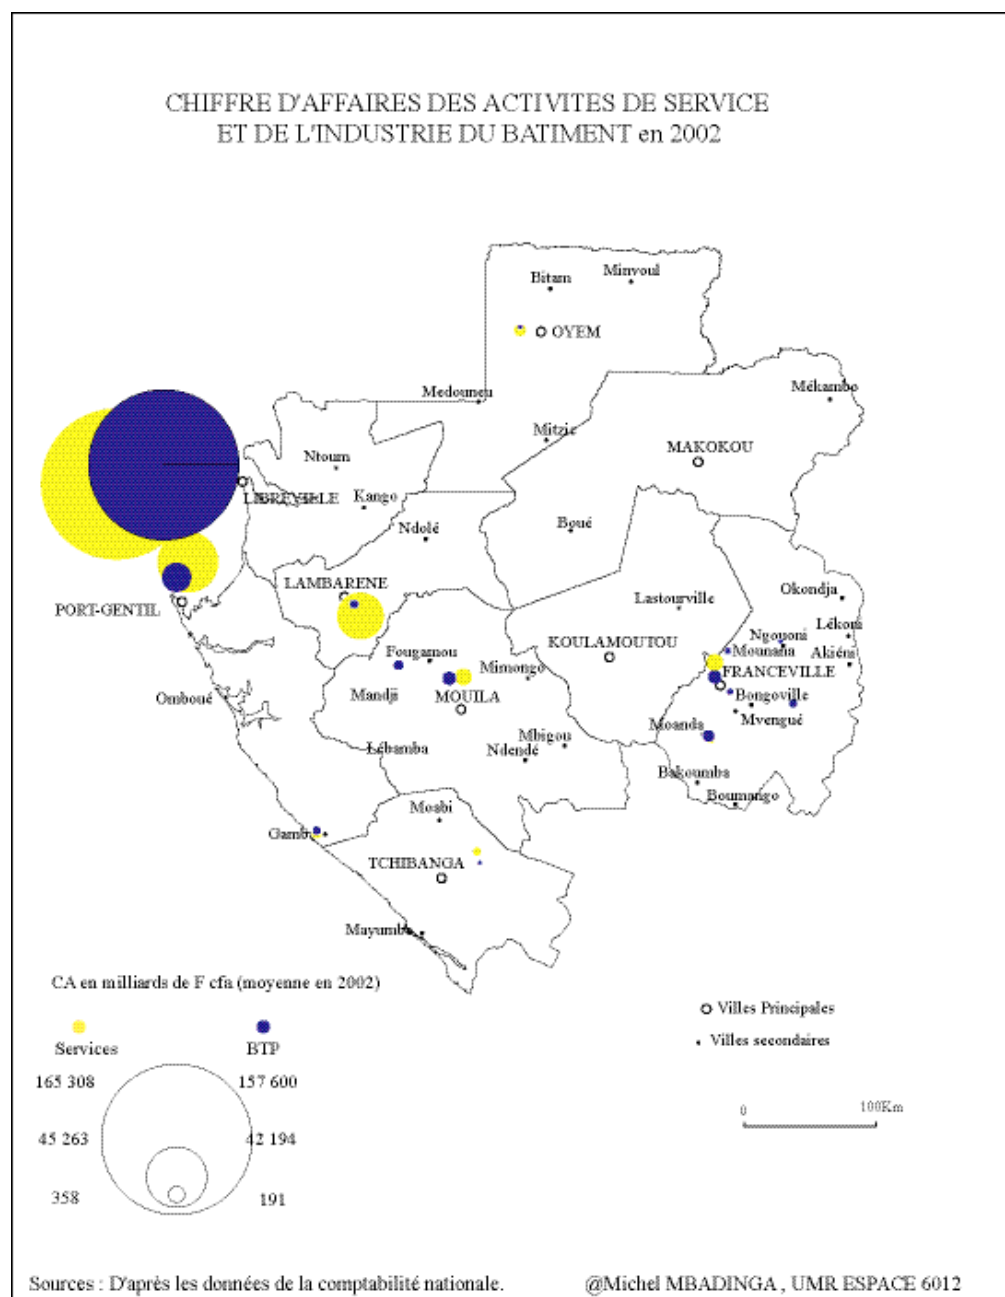 CHIFFRE D'AFFAIRES DES ACTIVITES DE SERVICE
ET DE L'INDUSTRIE DU BATIMENT en 2002
Bitam
Minvoul
OYEM
Medouneu
Mékambo
Mitzic
MAKOKOU
Ntoum
LIBREVILLE
Kango
Ndolé
Boué
LAMBARENE
PORT-GENTIL
Lastourville
Okondja
Lékoni
Ngouoni
Mounana
Akiéni
KOULAMOUTOU
Fougamou
Mimongo
FRANCEVILLE
Omboué
Mandji
MOUILA
Bongoville
Mvengué
Moanda
Lébamba
Mbigou
Ndendé
Bakoumba
Boumango
Moabi
Gamb
TCHIBANGA
Mayumb
CA en milliards de F cfa (moyenne en 2002)
Services BTP
165 308 157 600
45 263 42 194
358 191
Villes Principales
Villes secondaires
0 100Km
Sources : D'après les données de la comptabilité nationale. @Michel MBADINGA , UMR ESPACE 6012